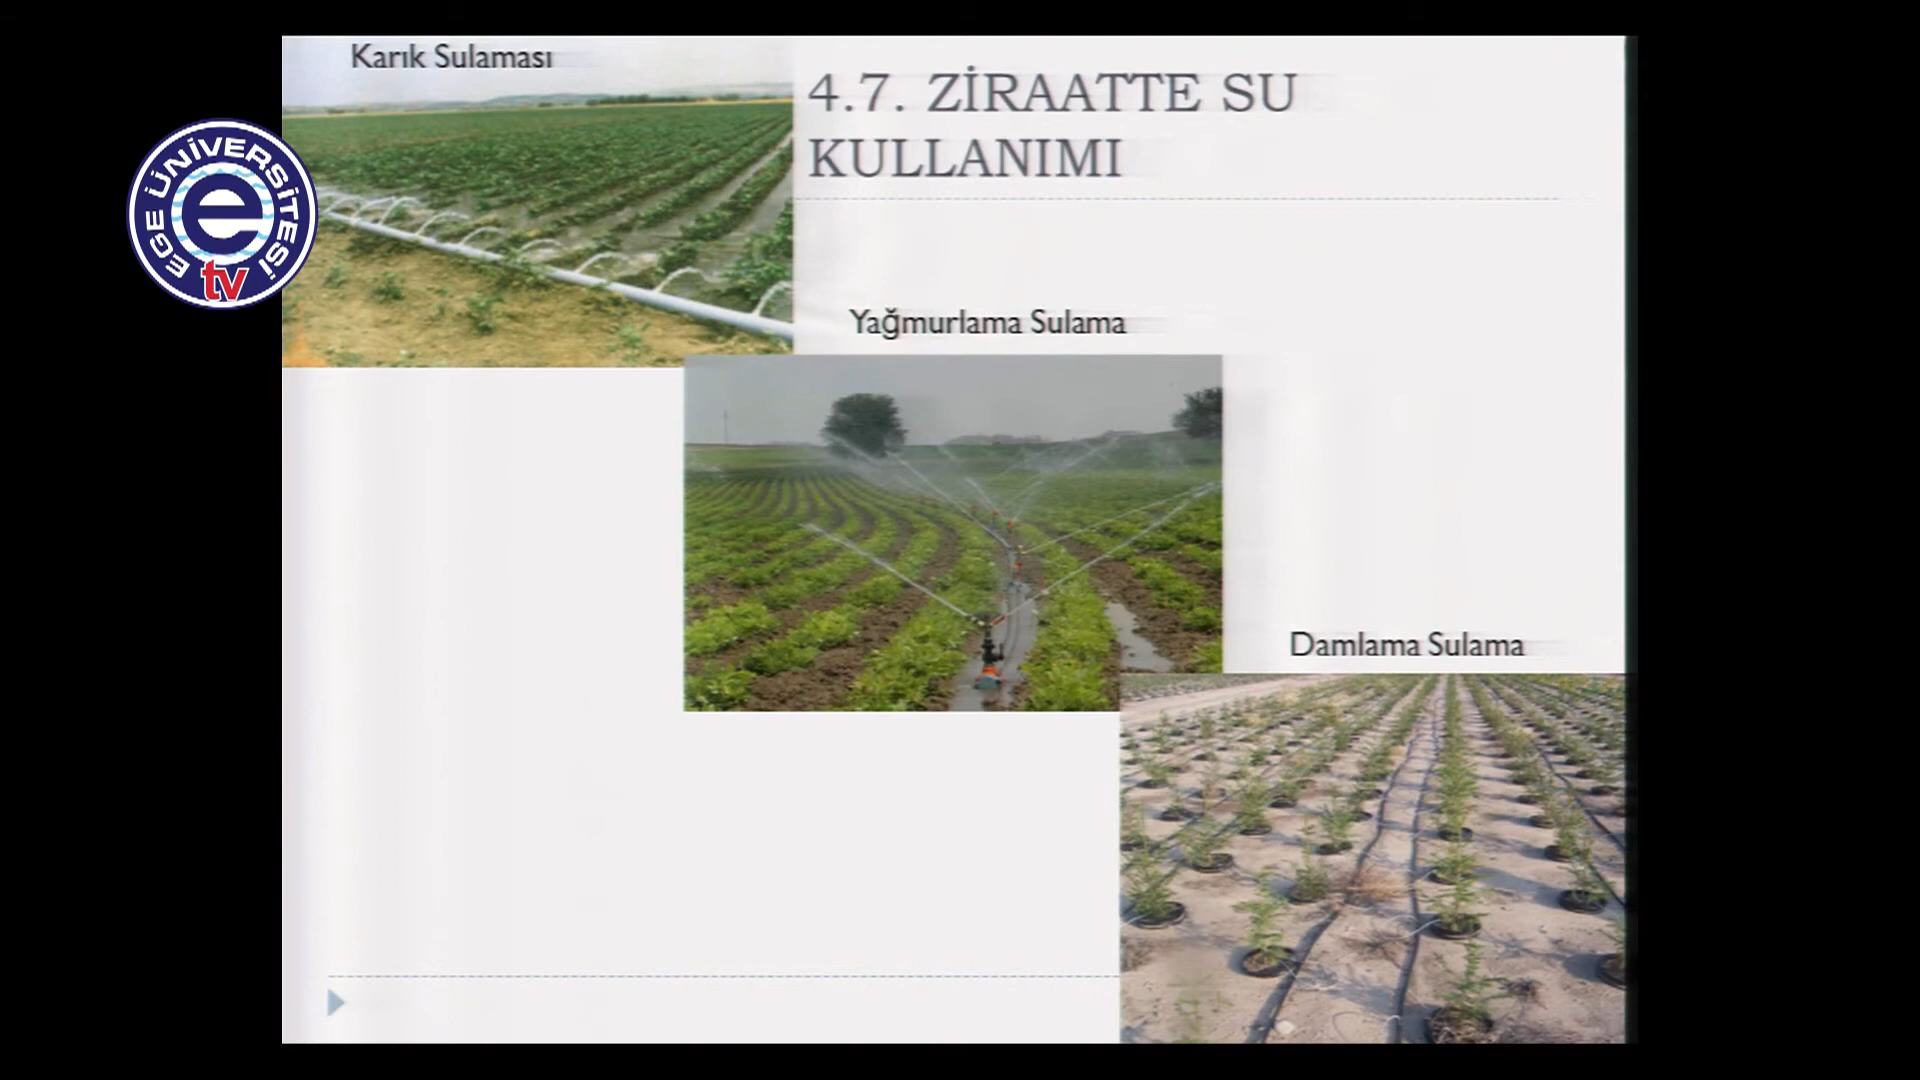 Karık Sulaması
4.7. ZİRAATTE SU
KULLANIMI
EGE ÜNİVERSİTESİ
e
tv
Yağmurlama Sulama
Damlama Sulama